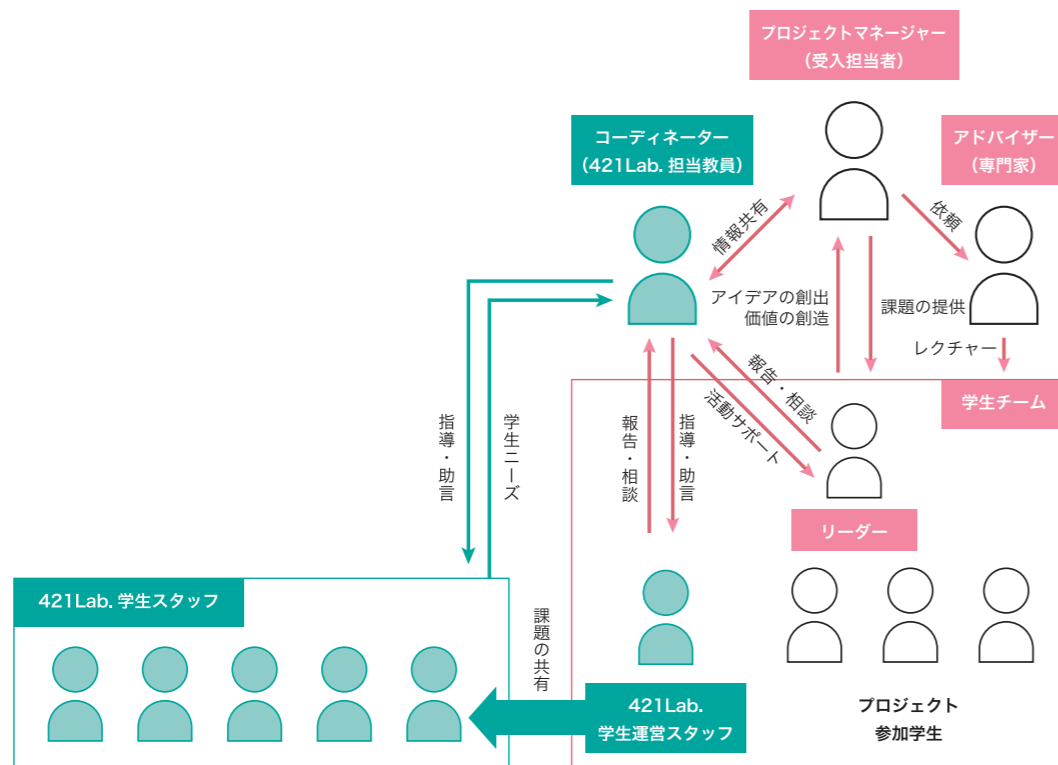 プロジェクトマネージャー
（受入担当者）
コーディネーター
（421Lab. 担当教員）
アドバイザー
（専門家）
情報共有
依頼
アイデアの創出
価値の創造
課題の提供
レクチャー
学生チーム
報告・相談
活動サポート
指導・助言
学生ニーズ
報告・相談
指導・助言
リーダー
421Lab. 学生スタッフ
課題の共有
421Lab.
学生運営スタッフ
プロジェクト
参加学生